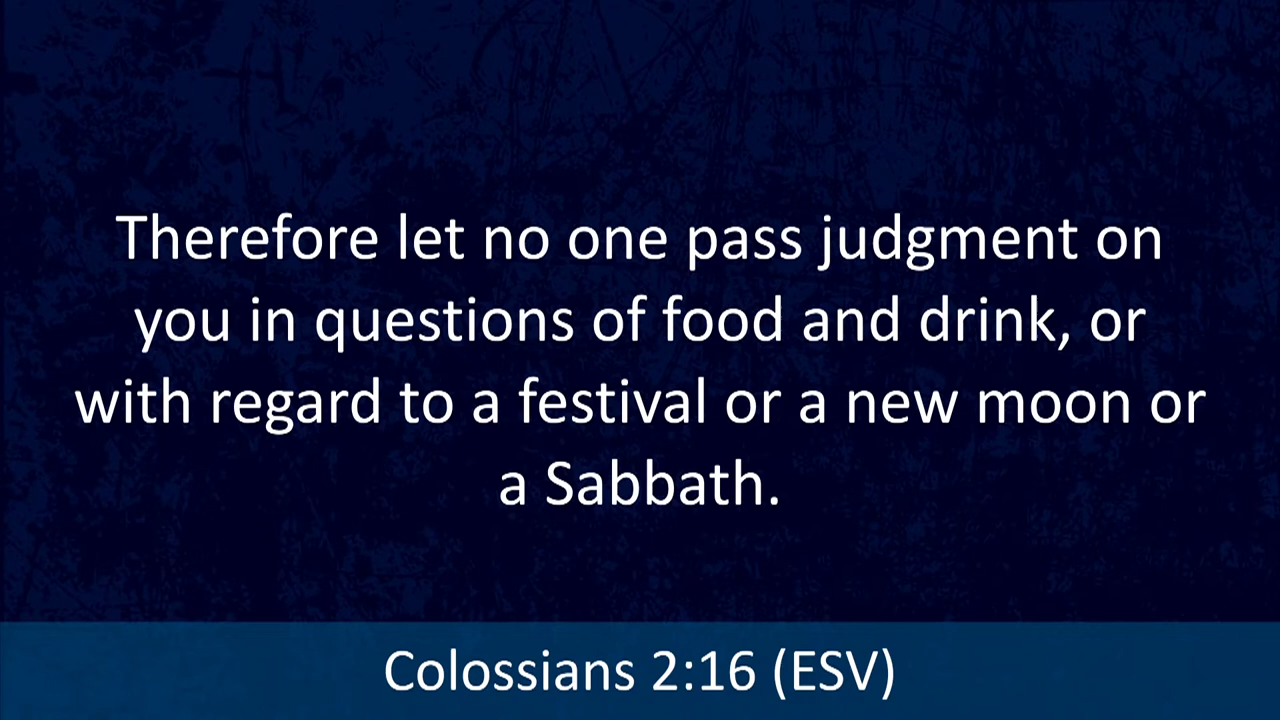 Therefore let no one pass judgment on
you in questions of food and drink, or
with regard to a festival or a new moon or
a Sabbath.
Colossians 2:16 (ESV)